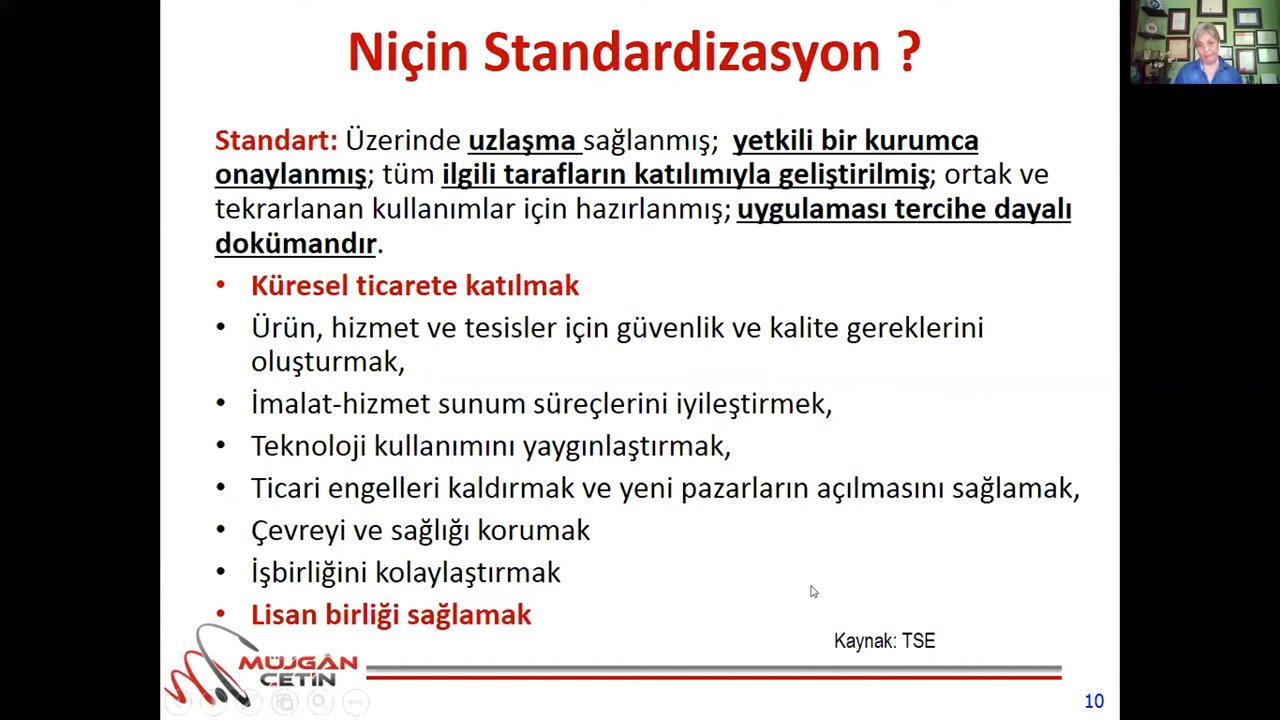 Niçin Standardizasyon ?
Standart: Üzerinde uzlaşma sağlanmış; yetkili bir kurumca
onaylanmış; tüm ilgili tarafların katılımıyla geliştirilmiş; ortak ve
tekrarlanan kullanımlar için hazırlanmış; uygulaması tercihe dayalı
dokümandır.
• Küresel ticarete katılmak
• Ürün, hizmet ve tesisler için güvenlik ve kalite gereklerini
oluşturmak,
• İmalat-hizmet sunum süreçlerini iyileştirmek,
• Teknoloji kullanımını yaygınlaştırmak,
• Ticari engelleri kaldırmak ve yeni pazarların açılmasını sağlamak,
• Çevreyi ve sağlığı korumak
• İşbirliğini kolaylaştırmak
• Lisan birliği sağlamak
Kaynak: TSE
MÜJGÂN
ÇETİN
10